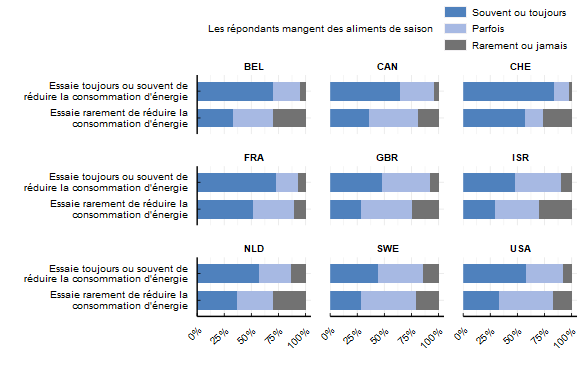 Les répondants mangent des aliments de saison
Souvent ou toujours
Parfois
Rarement ou jamais
BEL CAN CHE
Essaie toujours ou souvent de
réduire la consommation d'énergie
Essaie rarement de réduire la
consommation d'énergie
FRA GBR ISR
Essaie toujours ou souvent de
réduire la consommation d'énergie
Essaie rarement de réduire la
consommation d'énergie
NLD SWE USA
Essaie toujours ou souvent de
réduire la consommation d'énergie
Essaie rarement de réduire la
consommation d'énergie
0% 25% 50% 75% 100% 0% 25% 50% 75% 100% 0% 25% 50% 75% 100%